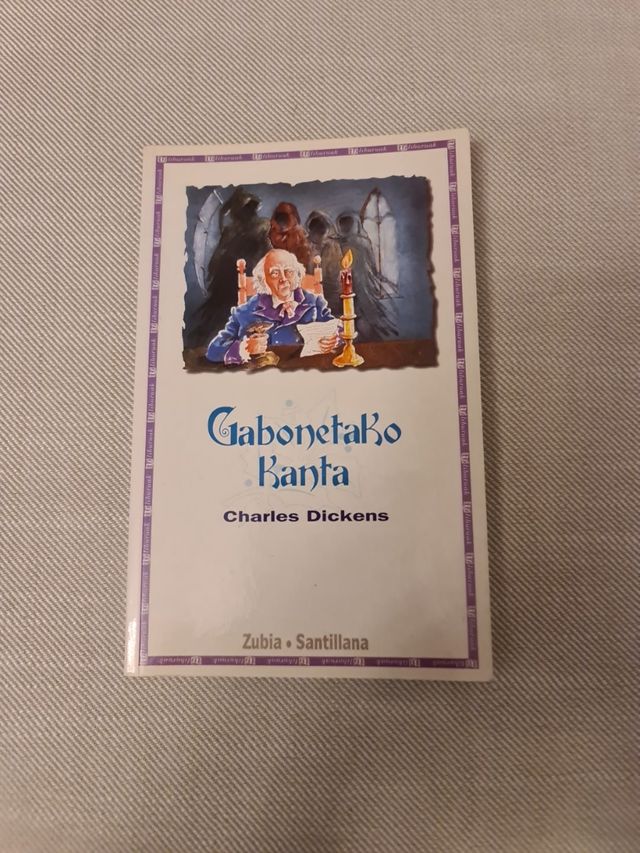 Gabonetako
Kanta
Charles Dickens
Zubia • Santillana